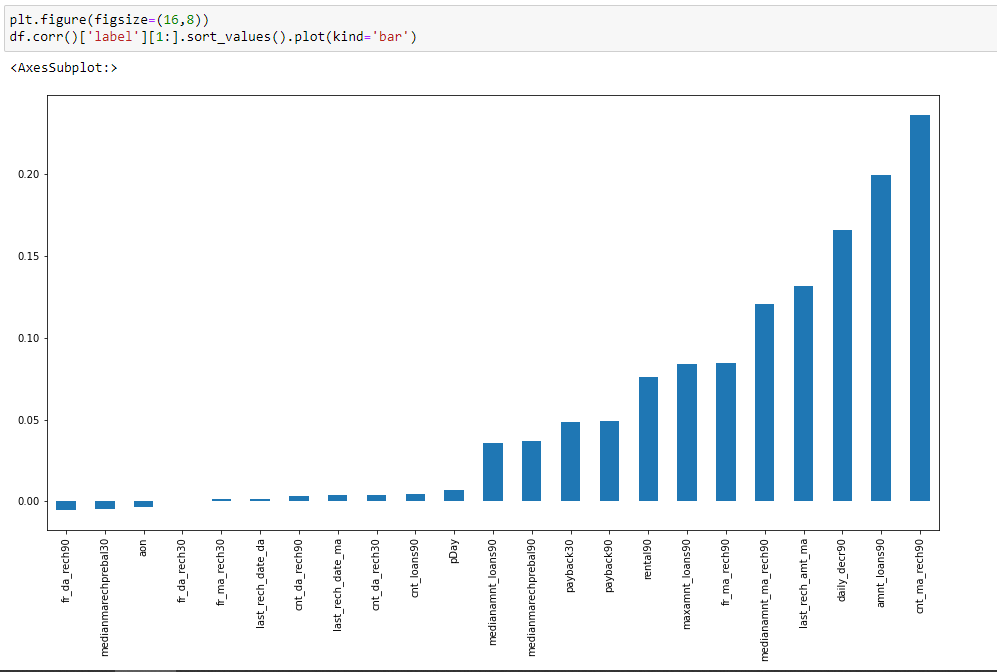 plt.figure(figsize=(16,8))
df.corr()['label'][1:].sort_values().plot(kind='bar')
<AxesSubplot:>
0.20
0.15
0.10
0.05
0.00
fr_da_rech90
medianmarechprebal30
aon
fr_da_rech30
fr_ma_rech30
last_rech_date_da
cnt_da_rech90
last_rech_date_ma
cnt_da_rech30
cnt_loans90
pDay
medianamnt_loans90
medianmarechprebal90
payback30
payback90
rental90
maxamnt_loans90
fr_ma_rech90
medianamnt_ma_rech90
last_rech_amt_ma
daily_decr90
amnt_loans90
cnt_ma_rech90